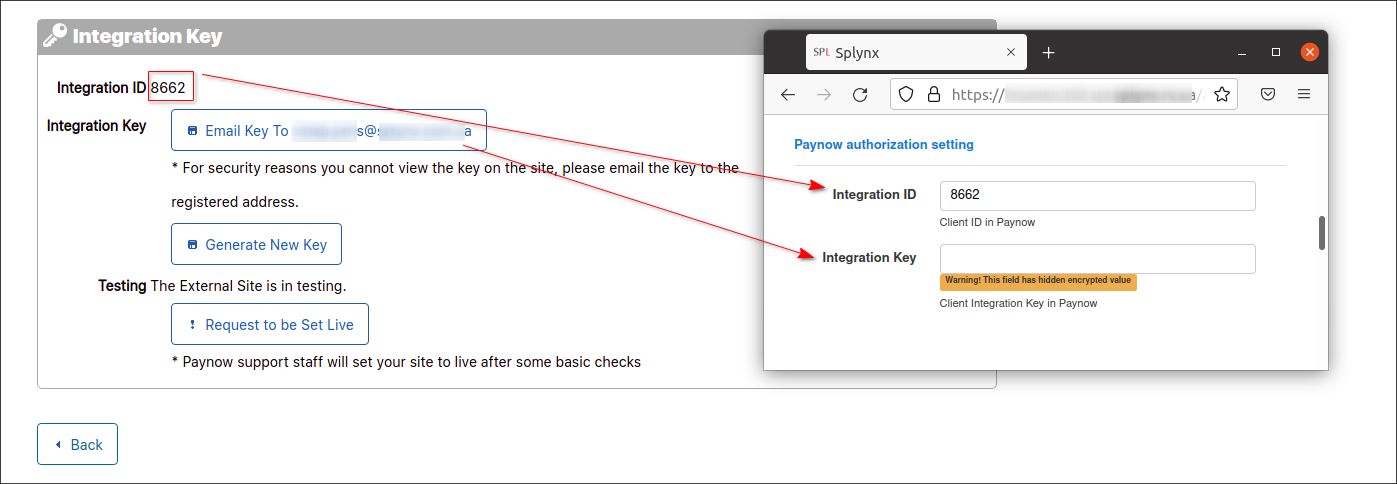 Integration Key
Integration ID 8662
Integration Key
Email Key To s@ a
* For security reasons you cannot view the key on the site, please email the key to the
registered address.
Generate New Key
Testing The External Site is in testing.
Request to be Set Live
* Paynow support staff will set your site to live after some basic checks
Back
SPL Splynx
https://
Paynow authorization setting
Integration ID 8662
Client ID in Paynow
Integration Key
Warning! This field has hidden encrypted value
Client Integration Key in Paynow